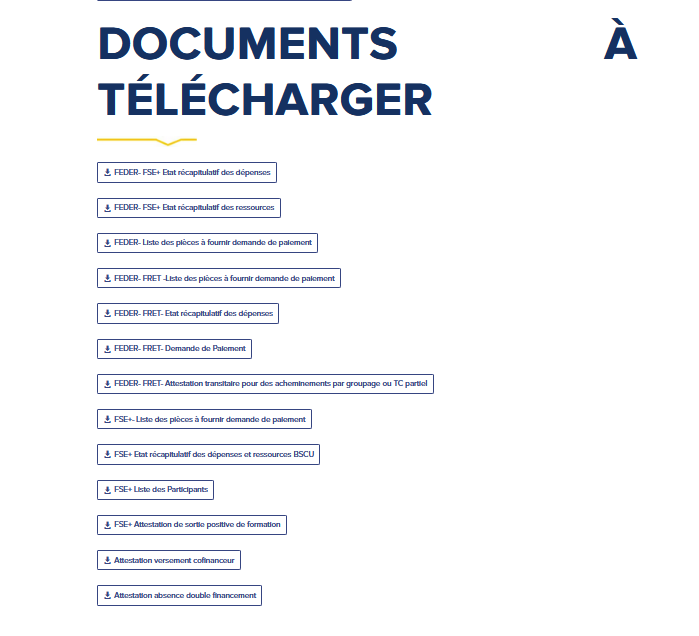 DOCUMENTS À
TÉLÉCHARGER
FEDER- FSE+ Etat récapitulatif des dépenses
FEDER- FSE+ Etat récapitulatif des ressources
FEDER- Liste des pièces à fournir demande de paiement
FEDER- FRET -Liste des pièces à fournir demande de paiement
FEDER- FRET- Etat récapitulatif des dépenses
FEDER- FRET- Demande de Paiement
FEDER- FRET- Attestation transitaire pour des acheminements par groupage ou TC partiel
FSE+- Liste des pièces à fournir demande de paiement
FSE+ Etat récapitulatif des dépenses et ressources BSCU
FSE+ Liste des Participants
FSE+ Attestation de sortie positive de formation
Attestation versement cofinanceur
Attestation absence double financement